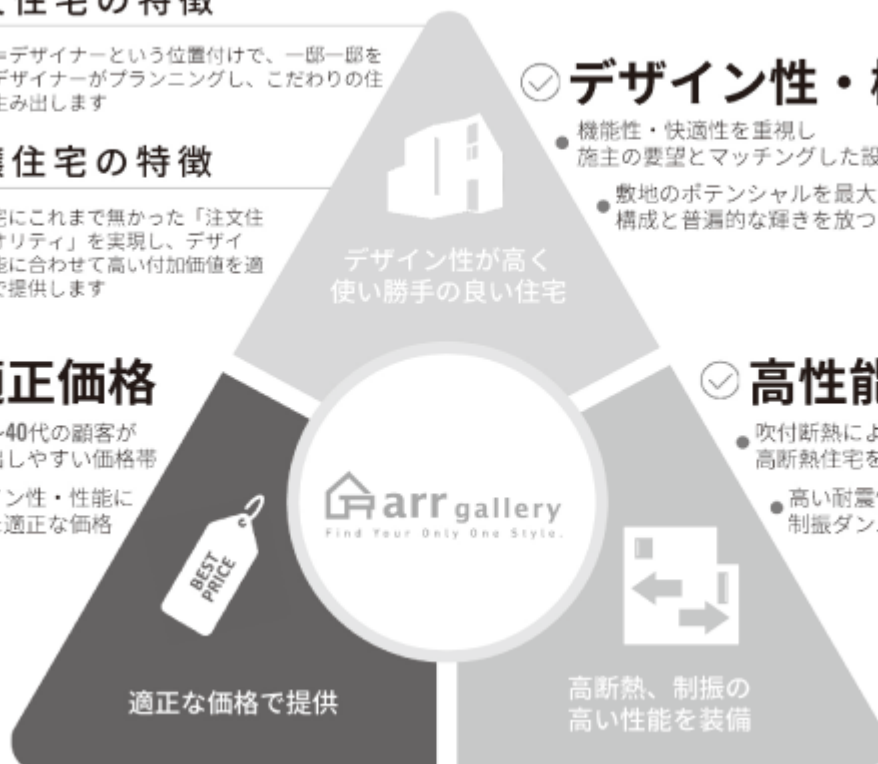 住宅の特徴
=デザイナーという位置付けで、一邸一邸を
デザイナーがプランニングし、こだわりの住
生み出します
住宅の特徴
宅にこれまで無かった「注文住
オリティ」を実現し、デザイ
能に合わせて高い付加価値を適
で提供します
デザイン性・
機能性・快適性を重視し
施主の要望とマッチングした設
敷地のポテンシャルを最大
構成と普遍的な輝きを放つ
デザイン性が高く
使い勝手の良い住宅
適正価格
~40代の顧客が
出しやすい価格帯
イン性・性能に
適正な価格
高性能
吹付断熱によ
高断熱住宅を
高い耐震
制振ダン
arr gallery
Find Your Only One Style.
BEST
PRICE
適正な価格で提供
高断熱、制振の
高い性能を装備